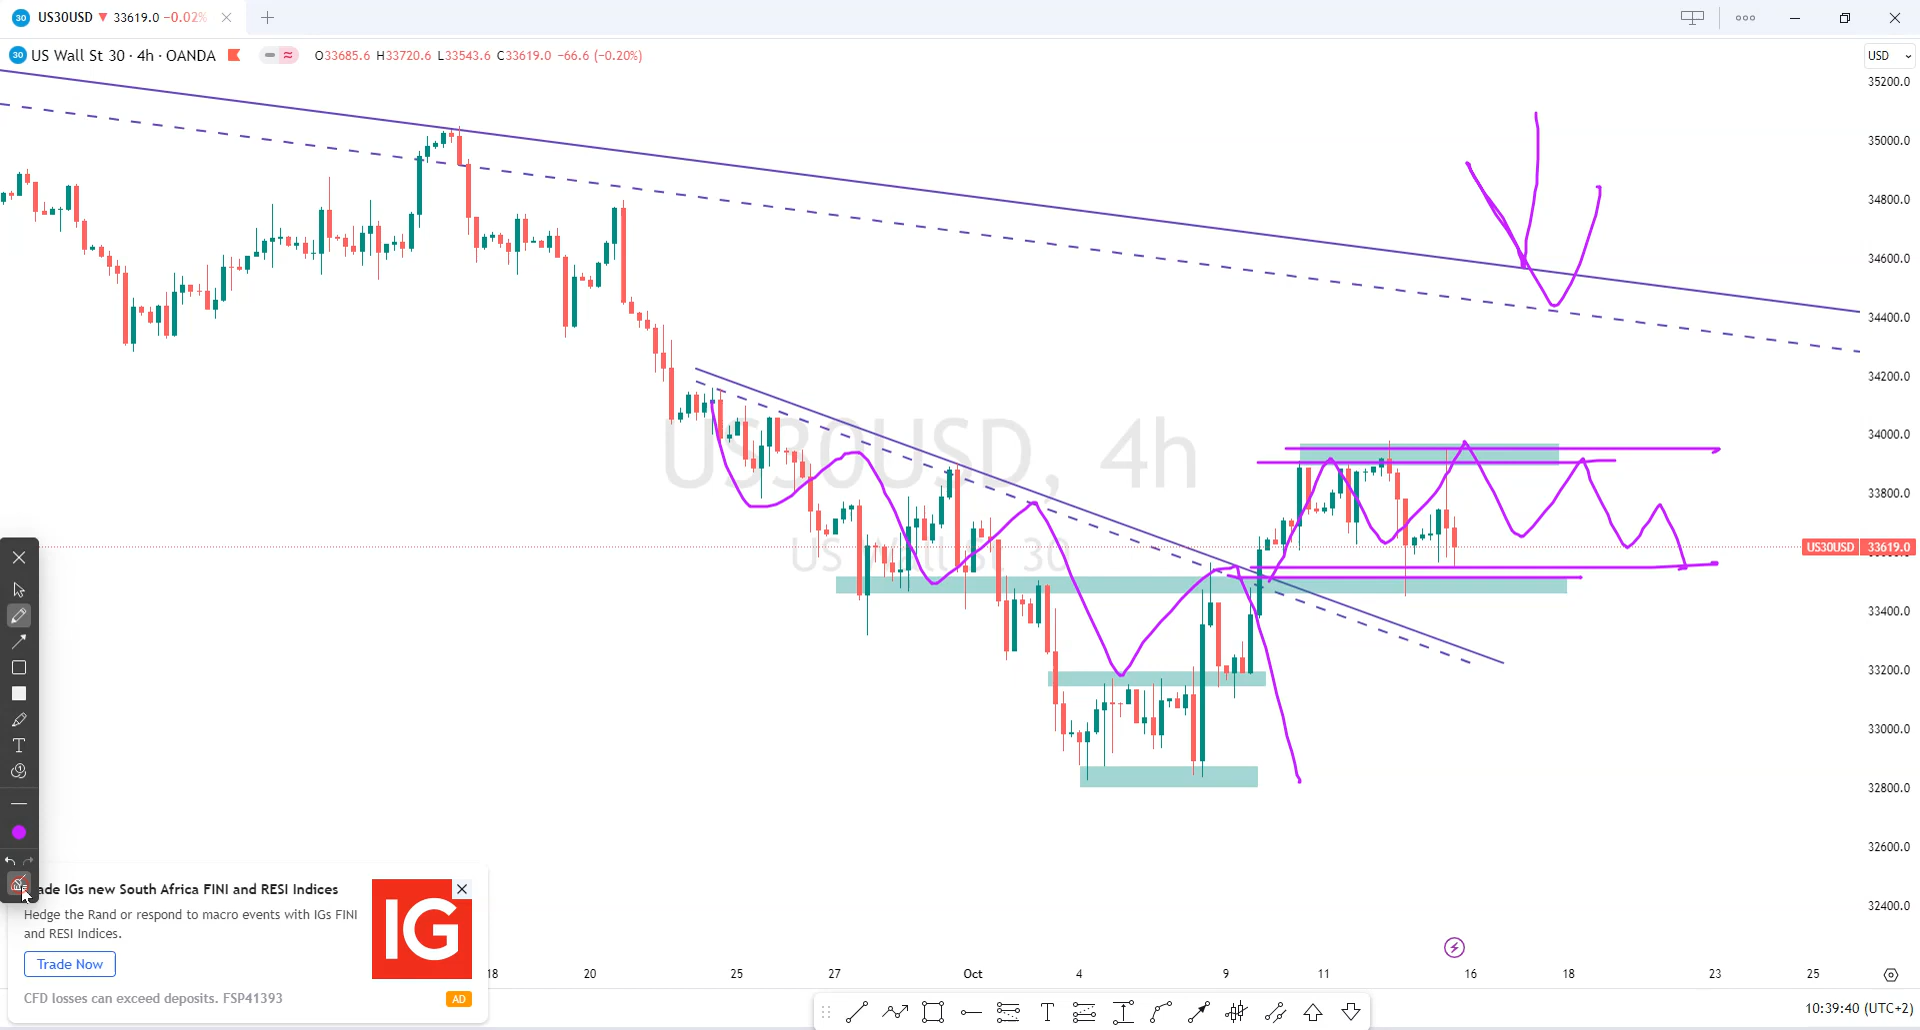 30 US30USD ▼ 33619.0 −0.02%
30 US Wall St 30 · 4h · OANDA O33685.6 H33720.6 L33543.6 C33619.0 −66.6 (−0.20%)
USD
35200.0
35000.0
34800.0
34600.0
34400.0
34200.0
34000.0
33800.0
US30USD 33619.0
33400.0
33200.0
33000.0
32800.0
32600.0
32400.0
US30USD, 4h
US Wall St 30
T
ade IGs new South Africa FINI and RESI Indices
Hedge the Rand or respond to macro events with IGs FINI
and RESI Indices.
Trade Now
CFD losses can exceed deposits. FSP41393
AD
IG
18 20 25 27 Oct 4 9 11 16 18 23 25
T
10:39:40 (UTC+2)